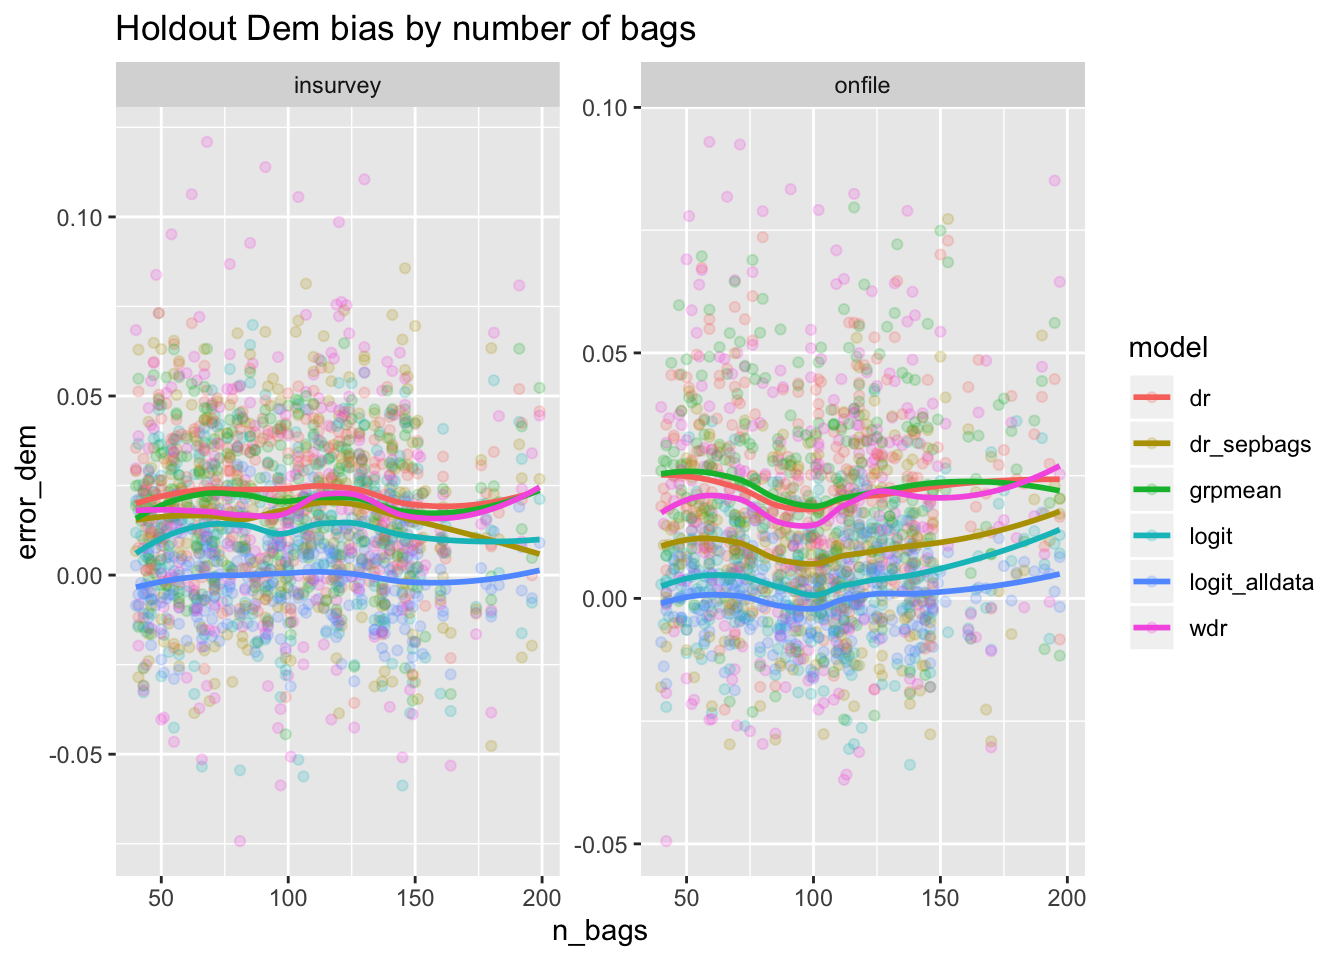 Holdout Dem bias by number of bags
insurvey
onfile
0.10
0.05
0.00
-0.05
0.10
0.05
0.00
-0.05
error_dem
50
100
150
200
50
100
150
200
n_bags
model
dr
dr_sepbags
grpmean
logit
logit_alldata
wdr